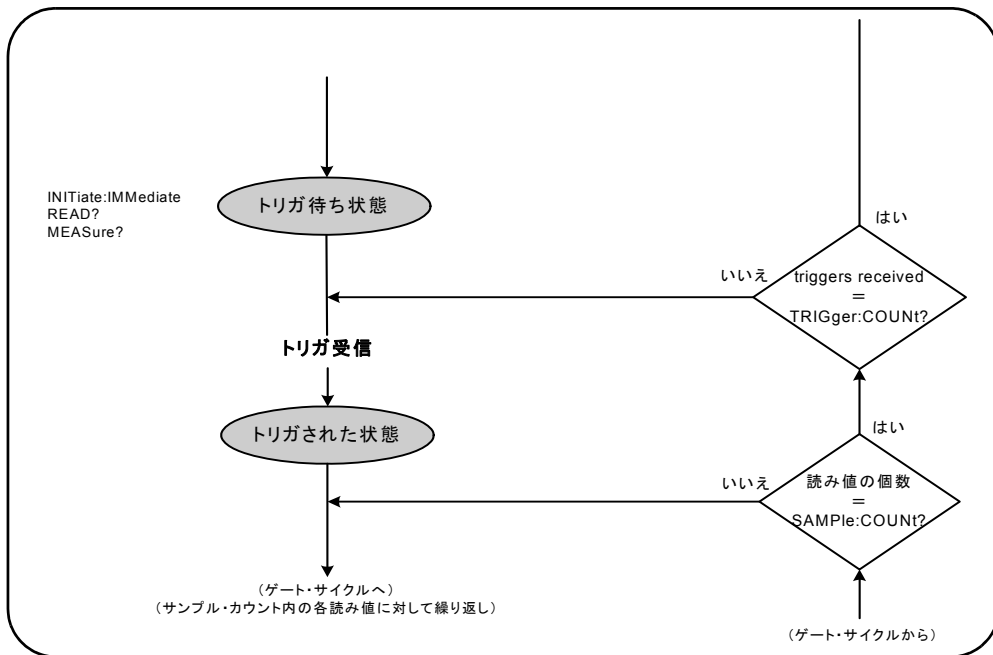 INITiate:IMMediate
READ?
MEASure?
トリガ待ち状態
はい
いいえ
triggers received
=
TRIGger:COUNt?
トリガ受信
トリガされた状態
はい
いいえ
読み値の個数
=
SAMPle:COUNt?
(ゲート・サイクルへ)
(サンプル・カウント内の各読み値に対して繰り返し)
(ゲート・サイクルから)